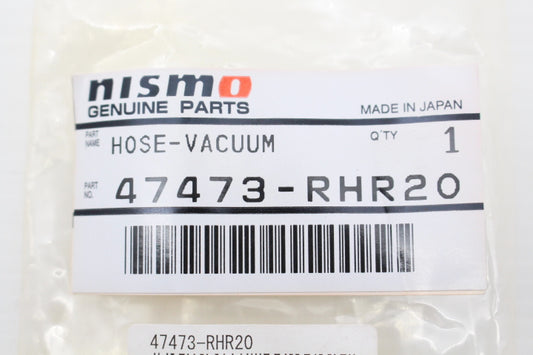 nismo
GENUINE PARTS
MADE IN JAPAN
PART NAME HOSE-VACUUM Q'TY 1
PART NO. 47473-RHR20
47473-RHR20